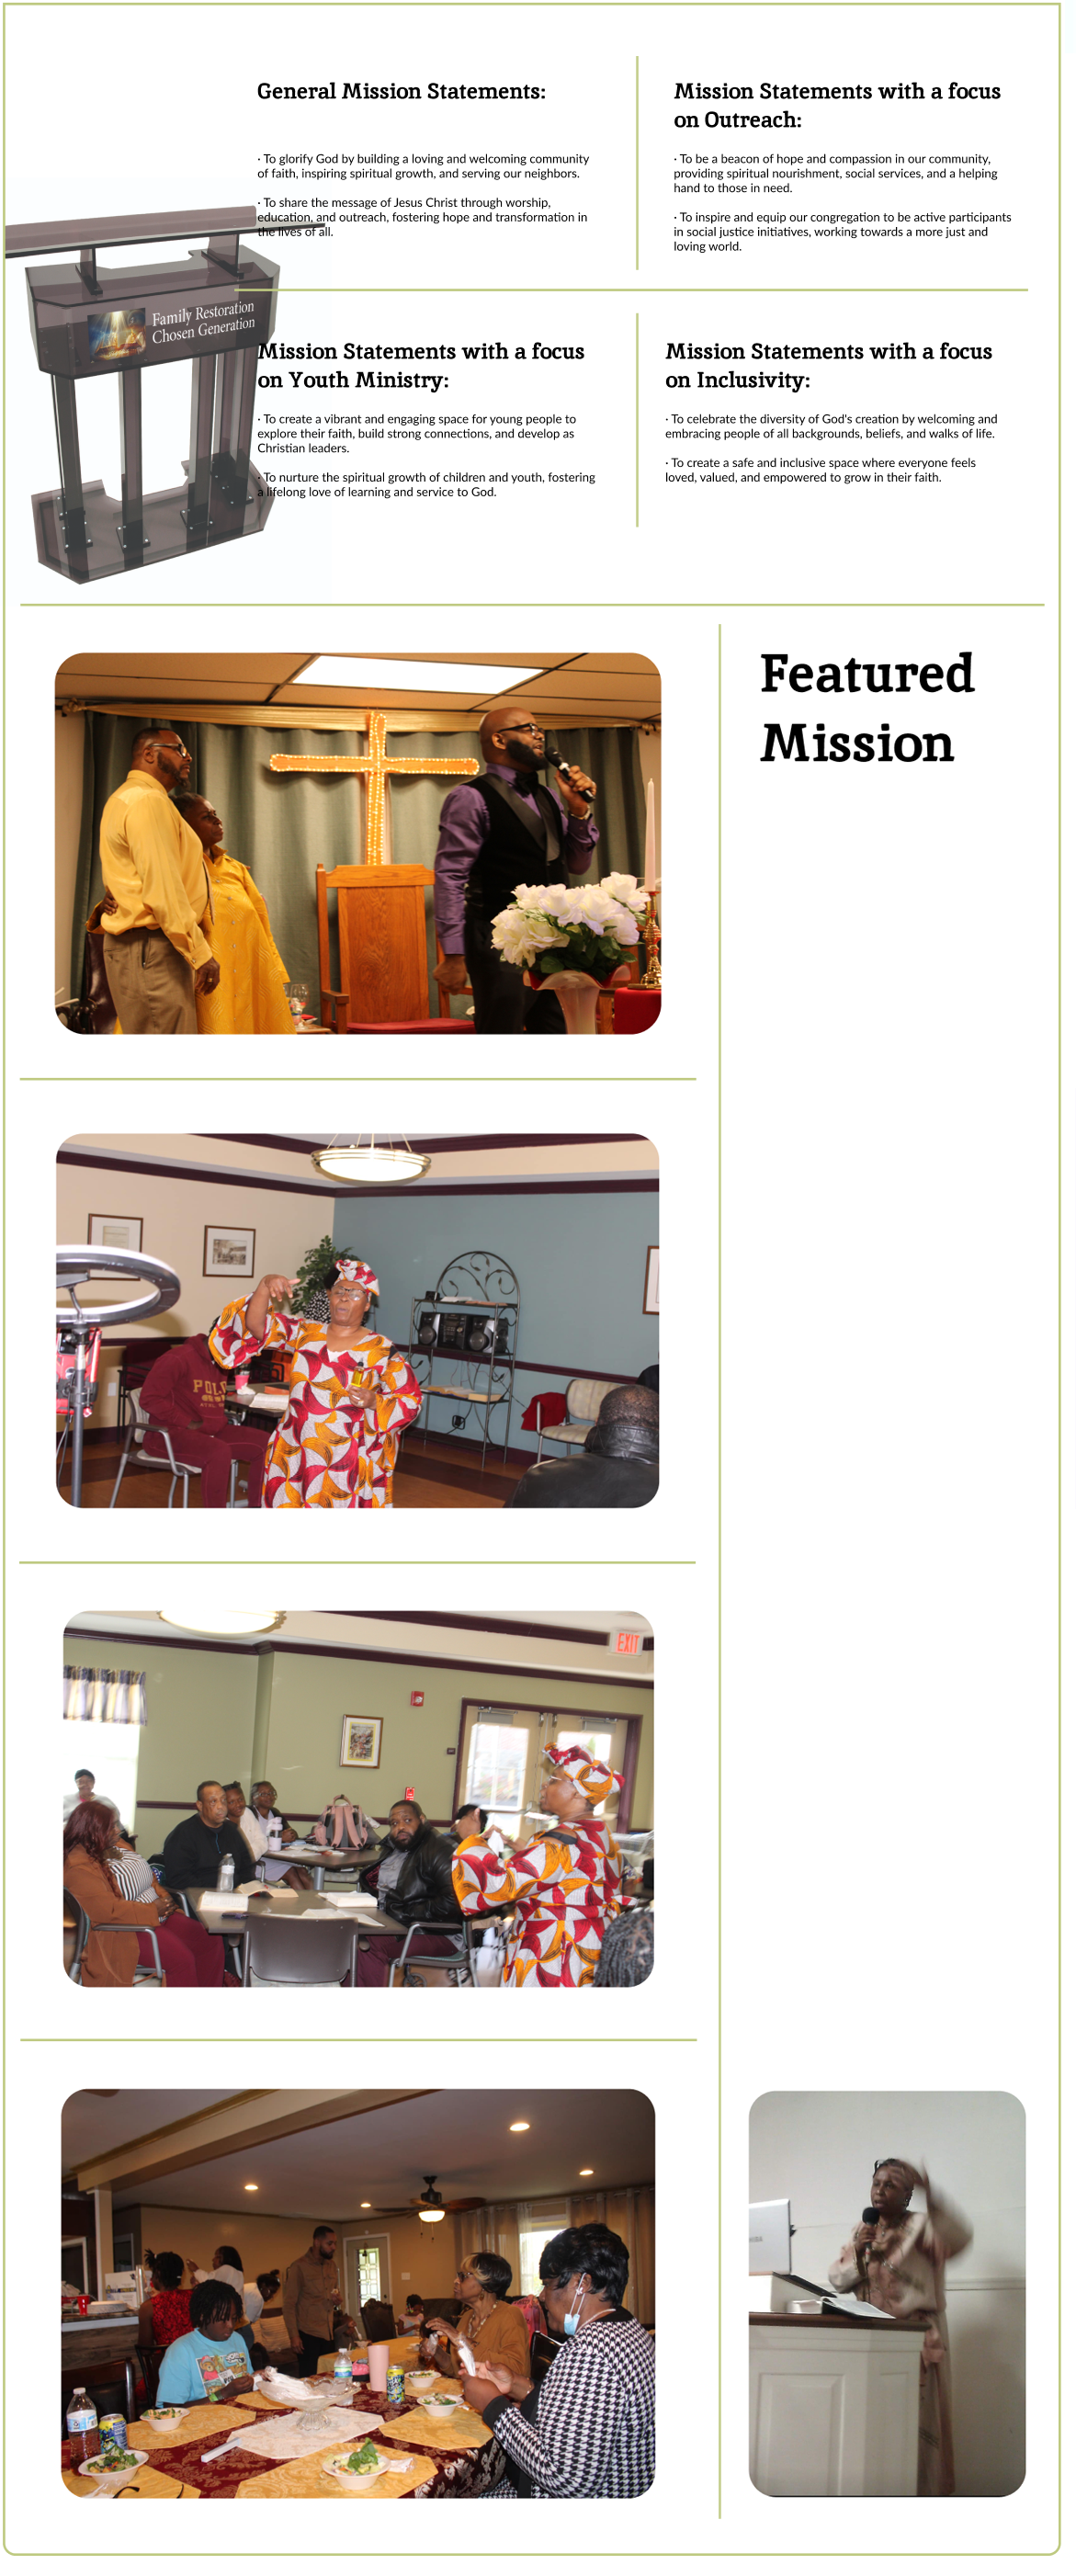 General Mission Statements:
· To glorify God by building a loving and welcoming community
of faith, inspiring spiritual growth, and serving our neighbors.
· To share the message of Jesus Christ through worship,
education, and outreach, fostering hope and transformation in
the lives of all.
Mission Statements with a focus
on Outreach:
· To be a beacon of hope and compassion in our community,
providing spiritual nourishment, social services, and a helping
hand to those in need.
· To inspire and equip our congregation to be active participants
in social justice initiatives, working towards a more just and
loving world.
Family Restoration
Chosen Generation
Mission Statements with a focus
on Youth Ministry:
· To create a vibrant and engaging space for young people to
explore their faith, build strong connections, and develop as
Christian leaders.
· To nurture the spiritual growth of children and youth, fostering
a lifelong love of learning and service to God.
Mission Statements with a focus
on Inclusivity:
· To celebrate the diversity of God's creation by welcoming and
embracing people of all backgrounds, beliefs, and walks of life.
· To create a safe and inclusive space where everyone feels
loved, valued, and empowered to grow in their faith.
Featured
Mission
POLO
EXIT